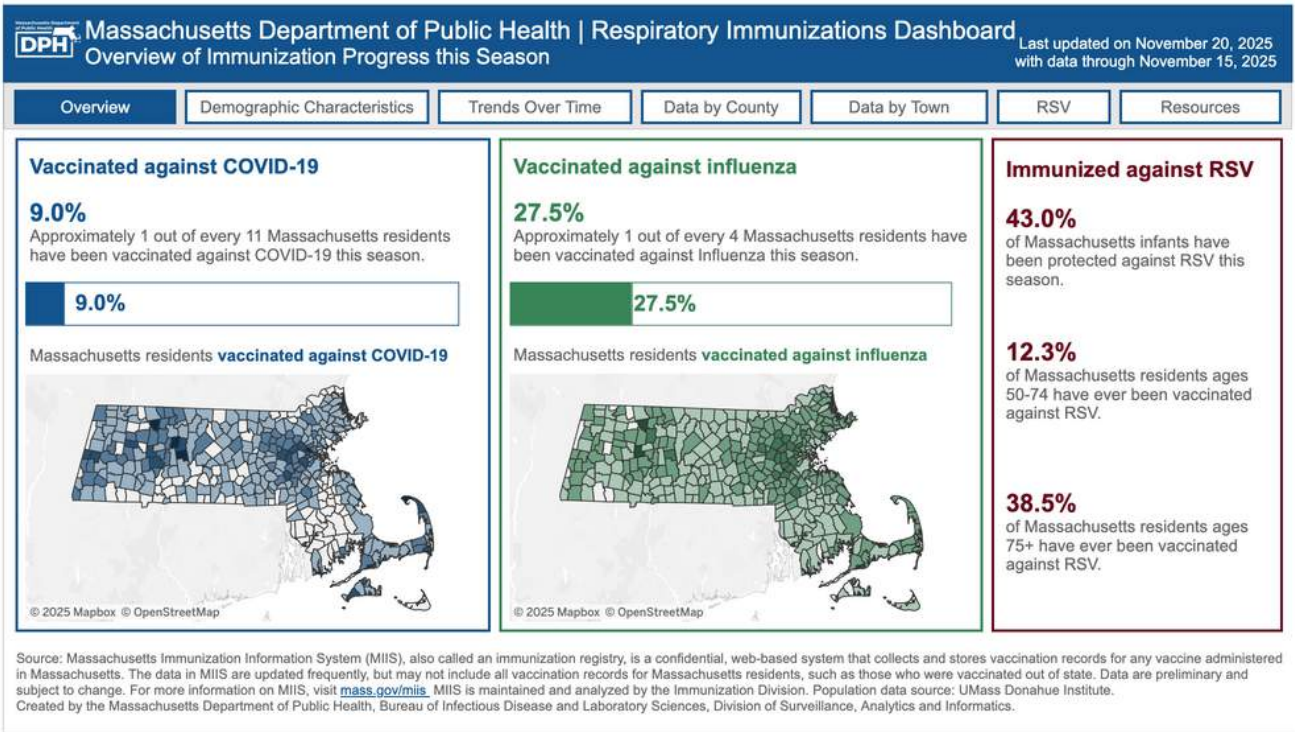 Massachusetts Department of Public Health
DPH
Massachusetts Department of Public Health | Respiratory Immunizations Dashboard
Overview of Immunization Progress this Season
Last updated on November 20, 2025
with data through November 15, 2025
Overview
Demographic Characteristics
Trends Over Time
Data by County
Data by Town
RSV
Resources
Vaccinated against COVID-19
9.0%
Approximately 1 out of every 11 Massachusetts residents
have been vaccinated against COVID-19 this season.
9.0%
Massachusetts residents vaccinated against COVID-19
© 2025 Mapbox © OpenStreetMap
Vaccinated against influenza
27.5%
Approximately 1 out of every 4 Massachusetts residents have
been vaccinated against Influenza this season.
27.5%
Massachusetts residents vaccinated against influenza
© 2025 Mapbox © OpenStreetMap
Immunized against RSV
43.0%
of Massachusetts infants have
been protected against RSV this
season.
12.3%
of Massachusetts residents ages
50-74 have ever been vaccinated
against RSV.
38.5%
of Massachusetts residents ages
75+ have ever been vaccinated
against RSV.
Source: Massachusetts Immunization Information System (MIIS), also called an immunization registry, is a confidential, web-based system that collects and stores vaccination records for any vaccine administered
in Massachusetts. The data in MIIS are updated frequently, but may not include all vaccination records for Massachusetts residents, such as those who were vaccinated out of state. Data are preliminary and
subject to change. For more information on MIIS, visit mass.gov/miis MIIS is maintained and analyzed by the Immunization Division. Population data source: UMass Donahue Institute.
Created by the Massachusetts Department of Public Health, Bureau of Infectious Disease and Laboratory Sciences, Division of Surveillance, Analytics and Informatics.